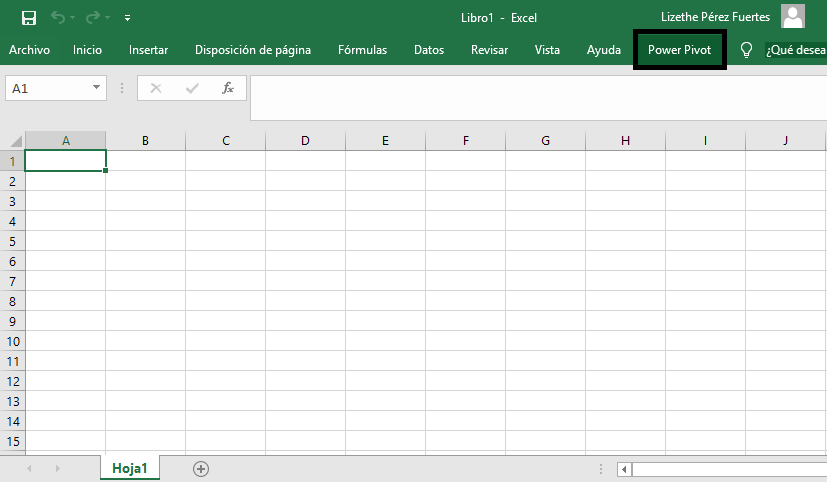 Libro1 - Excel
Lizethe Pérez Fuertes
Archivo Inicio Insertar Disposición de página Fórmulas Datos Revisar Vista Ayuda Power Pivot ¿Qué desea
A1 fx
A B C D E F G H I J
1
2
3
4
5
6
7
8
9
10
11
12
13
14
15
Hoja1